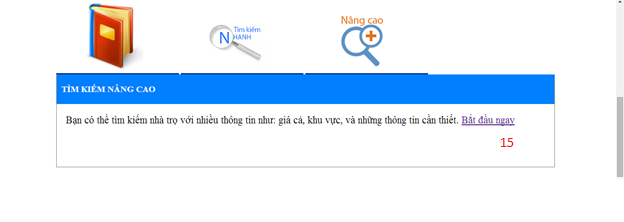 Tìm kiếm
NHANH
Nâng cao
TÌM KIẾM NÂNG CAO
Bạn có thể tìm kiếm nhà trọ với nhiều thông tin như: giá cả, khu vực, và những thông tin cần thiết. Bắt đầu ngay
15